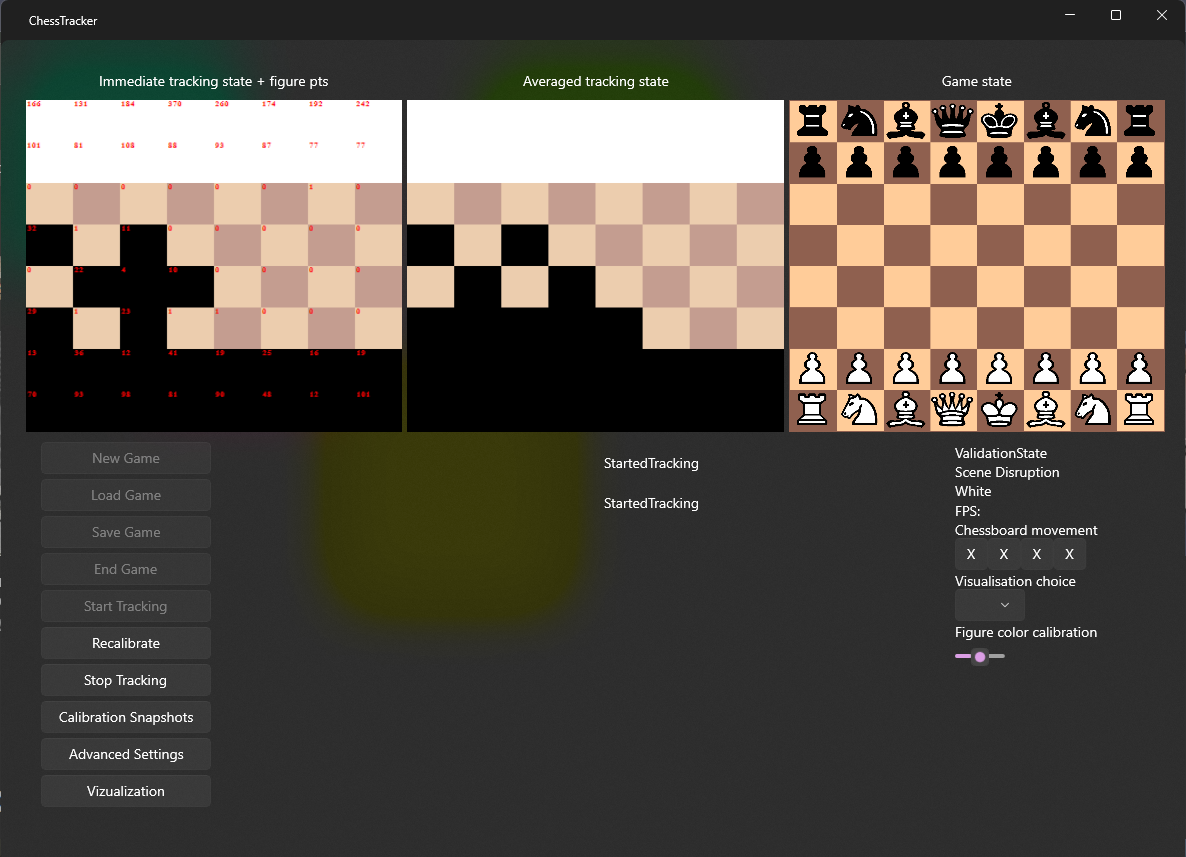 ChessTracker
Immediate tracking state + figure pts
Averaged tracking state
Game state
166 131 184 370 260 174 192 242
101 81 108 88 93 87 77 77
0 0 0 0 0 0 1 0
32 1 11 0 0 0 0 0
0 22 4 10 0 0 0 0
20 1 23 1 1 0 0 0
13 36 12 41 10 25 16
70 93 98 81 90 48 12 101
New Game
Load Game
Save Game
End Game
Start Tracking
Recalibrate
Stop Tracking
Calibration Snapshots
Advanced Settings
Vizualization
StartedTracking
StartedTracking
ValidationState
Scene Disruption
White
FPS:
Chessboard movement
X X X X
Visualisation choice
Figure color calibration